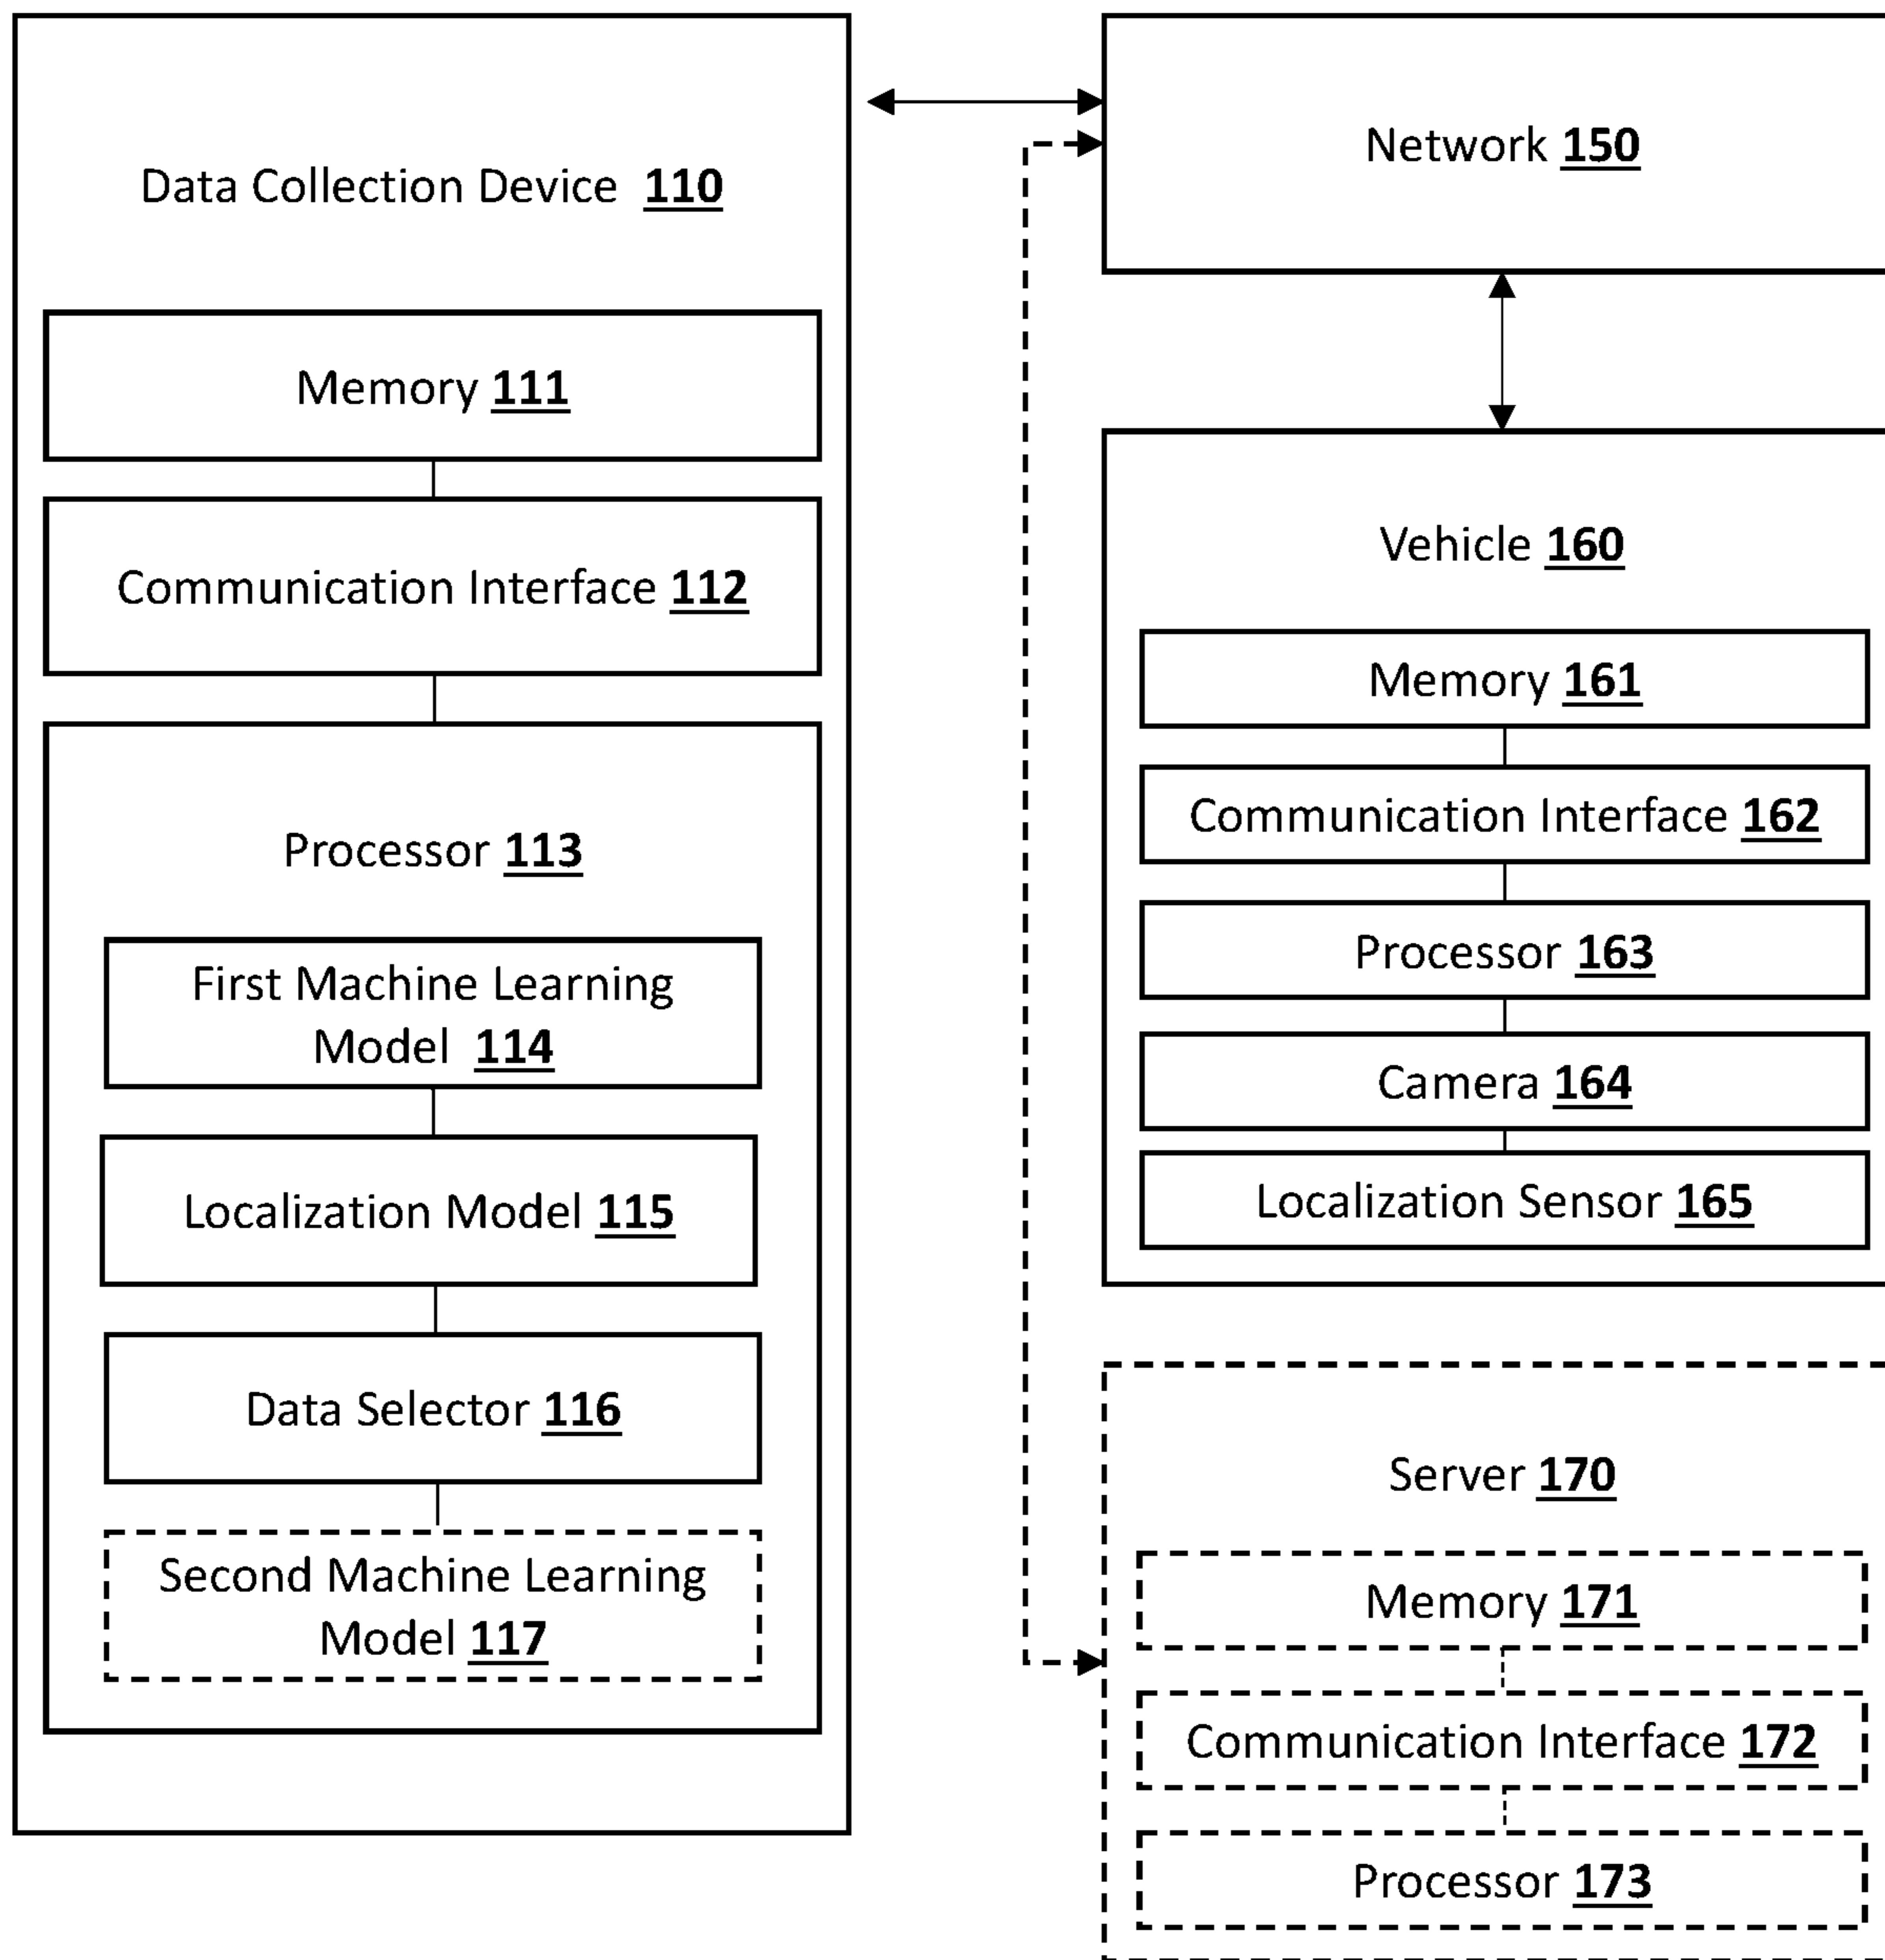 Data Collection Device 110
Memory 111
Communication Interface 112
Processor 113
First Machine Learning
Model 114
Localization Model 115
Data Selector 116
Second Machine Learning
Model 117
Network 150
Vehicle 160
Memory 161
Communication Interface 162
Processor 163
Camera 164
Localization Sensor 165
Server 170
Memory 171
Communication Interface 172
Processor 173